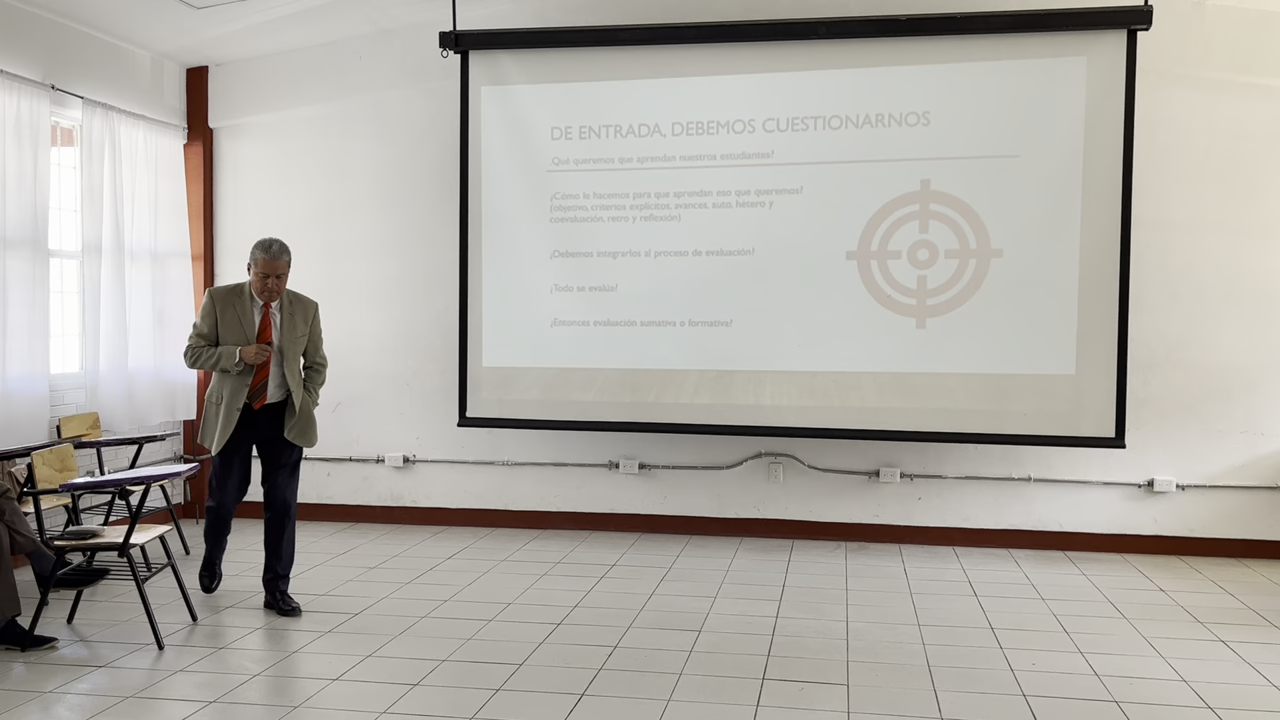 DE ENTRADA, DEBEMOS CUESTIONARNOS
¿Qué queremos que aprendan nuestros estudiantes?
¿Cómo le hacemos para que aprendan eso que queremos?
(objetivo, criterios explícitos, avances, auto, hétero y
coevaluación, retro y reflexión)
¿Debemos integrarlos al proceso de evaluación?
¿Todo se evalúa?
¿Entonces evaluación sumativa o formativa?